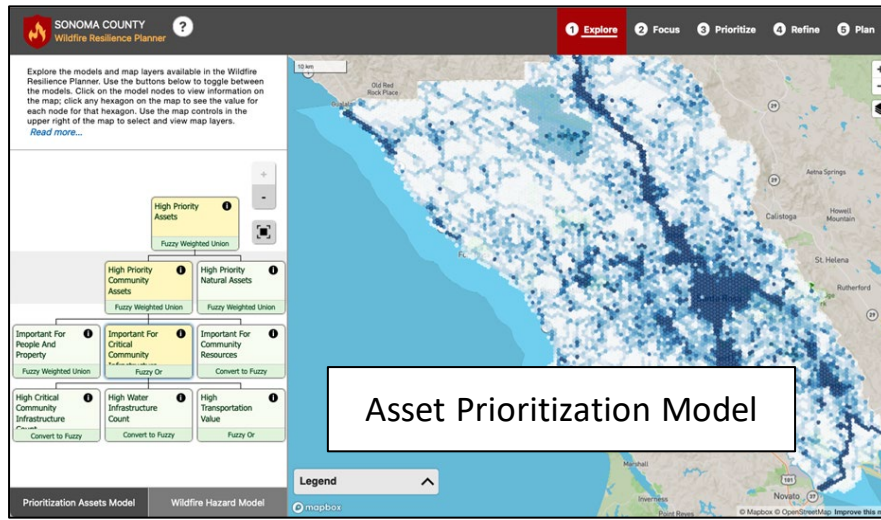 SONOMA COUNTY
Wildfire Resilience Planner
?
1 Explore
2 Focus
3 Prioritize
4 Refine
5 Plan
Explore the models and map layers available in the Wildfire
Resilience Planner. Use the buttons below to toggle between
the models. Click on the model nodes to view information on
the map; click any hexagon on the map to see the value for
each node for that hexagon. Use the map controls in the
upper right of the map to select and view map layers.
Read more...
+
-
High Priority
Assets
Fuzzy Weighted Union
High Priority
Community
Assets
Fuzzy Weighted Union
High Priority
Natural Assets
Fuzzy Weighted Union
Important For
People And
Property
Fuzzy Weighted Union
Important For
Critical
Community
Fuzzy Or
Important For
Community
Resources
Convert to Fuzzy
High Critical
Community
Infrastructure
Convert to Fuzzy
High Water
Infrastructure
Count
Convert to Fuzzy
High
Transportation
Value
Fuzzy Or
Prioritization Assets Model
Wildfire Hazard Model
10 km
Old Red
Rock Place
29
Aetna Springs
29
Calistoga
Howell
Mountain
St. Helena
Rutherford
29
Asset Prioritization Model
Marshall
Inverness
Point Reyes
101
Novato
Legend
mapbox
© Mapbox © OpenStreetMap Improve this